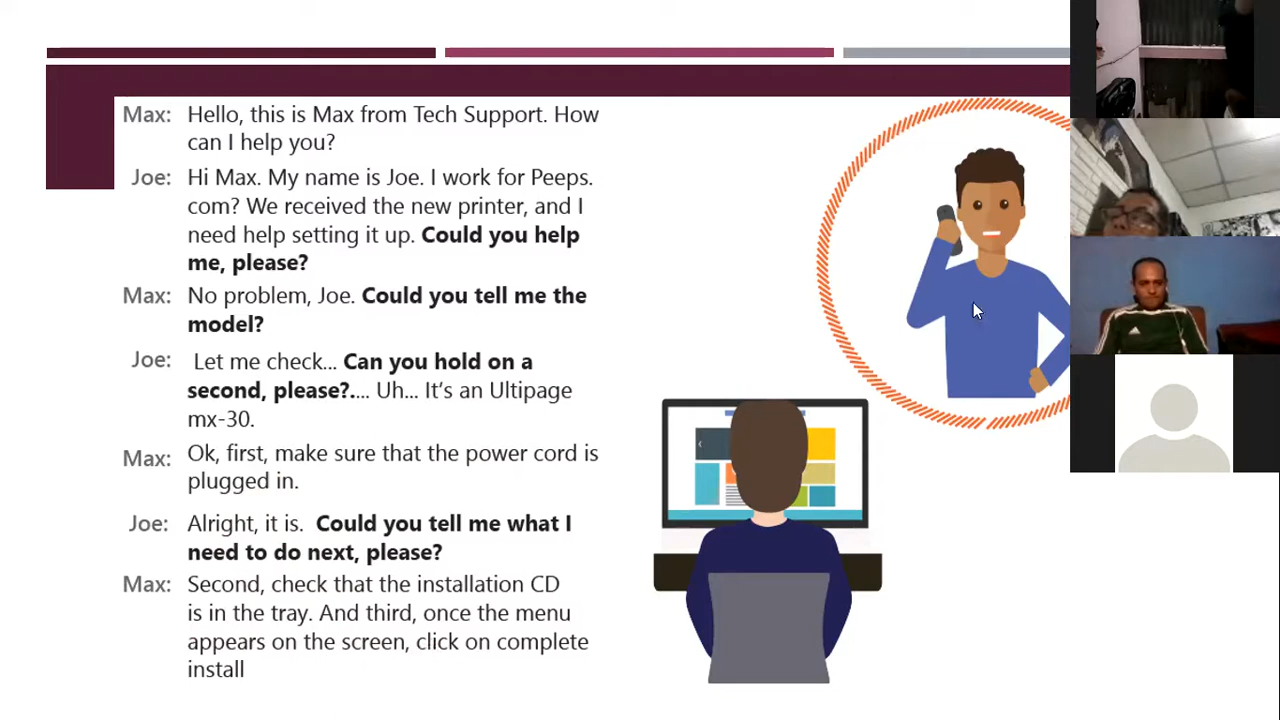 Max: Hello, this is Max from Tech Support. How
can I help you?
Joe: Hi Max. My name is Joe. I work for Peeps.
com? We received the new printer, and I
need help setting it up. Could you help
me, please?
Max: No problem, Joe. Could you tell me the
model?
Joe: Let me check... Can you hold on a
second, please?.... Uh... It’s an Ultipage
mx-30.
Max: Ok, first, make sure that the power cord is
plugged in.
Joe: Alright, it is. Could you tell me what I
need to do next, please?
Max: Second, check that the installation CD
is in the tray. And third, once the menu
appears on the screen, click on complete
install